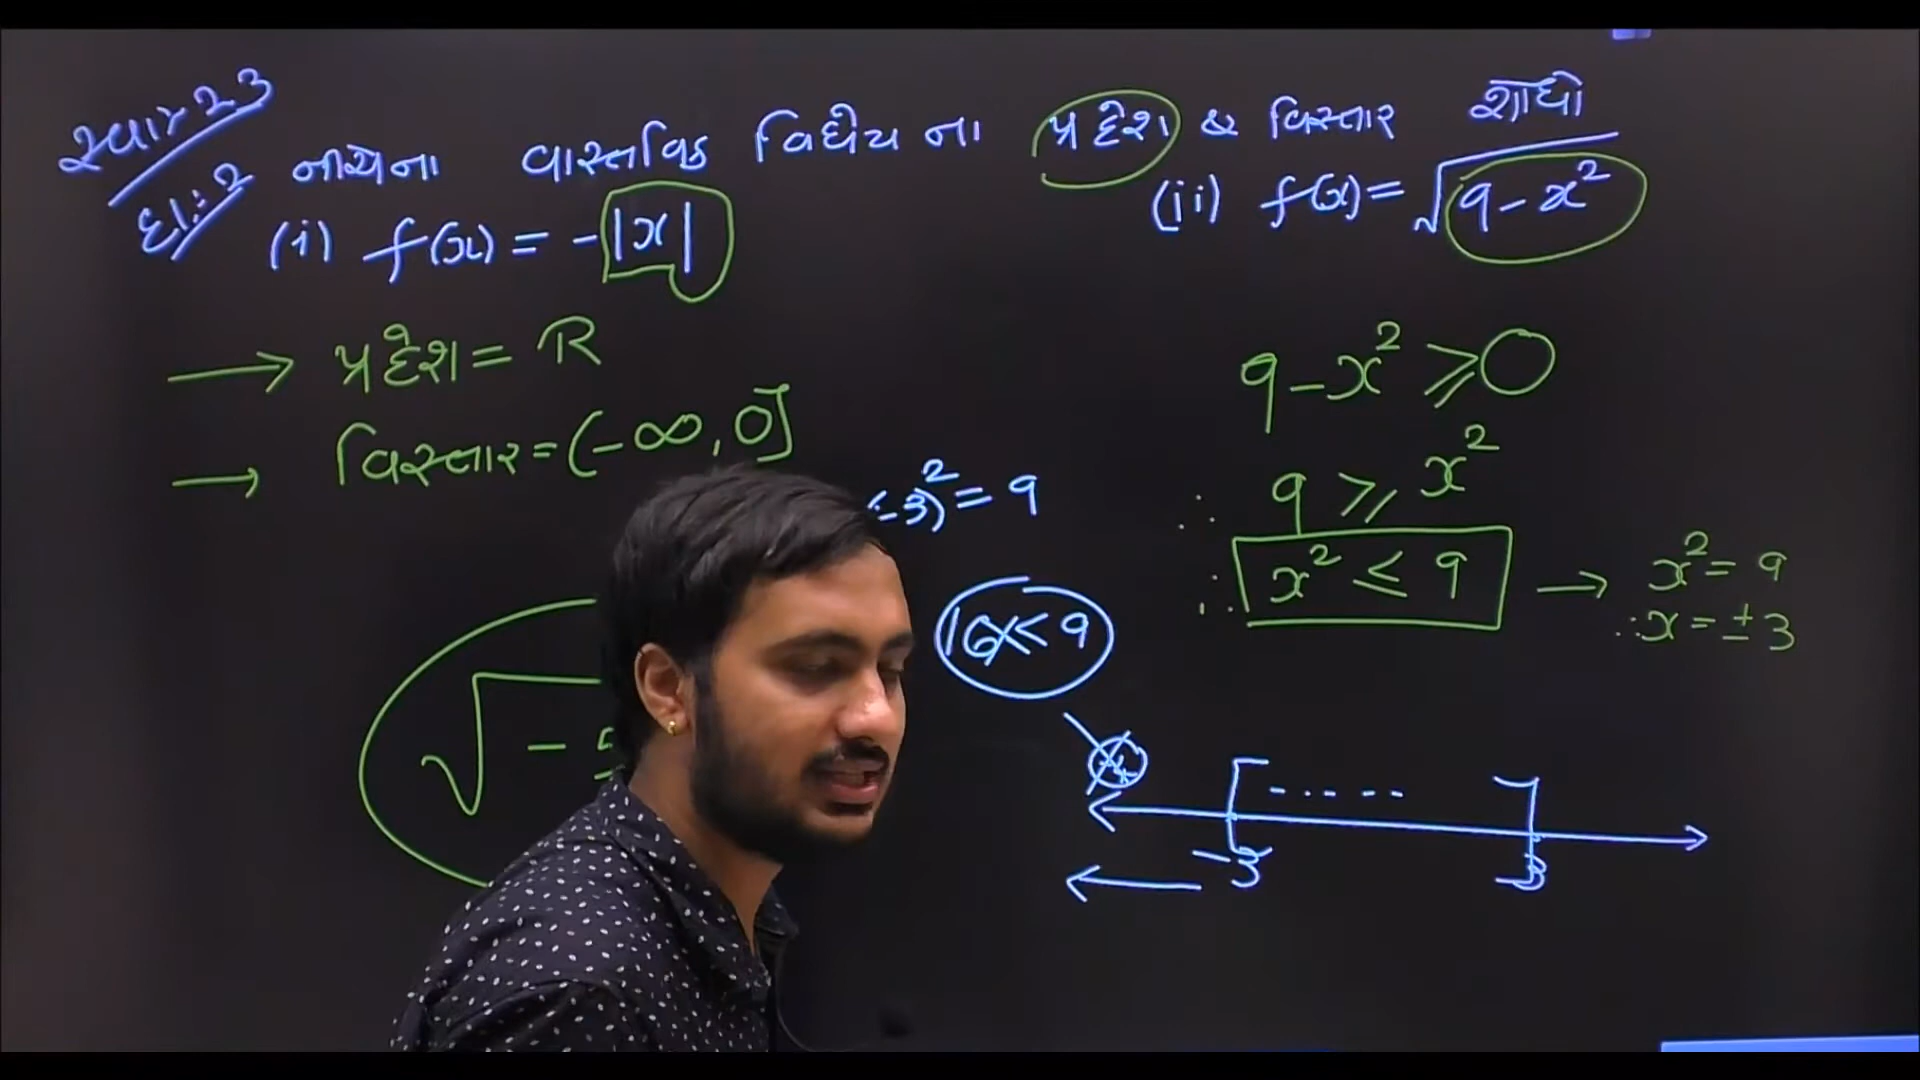 સ્વા 2.3
દા.: 2 નીચેના વાસ્તવિક વિધેય ના પ્રદેશ & વિસ્તાર શોધો
(i) f(x) = -|x|
(ii) f(x) = √9-x²
→ પ્રદેશ = R
→ વિસ્તાર = (-∞, 0]
9-x² ≥ 0
∴ 9 ≥ x²
∴ x² ≤ 9 → x² = 9
∴ x = ±3
-3)² = 9
16 < 9
√-
-3 3